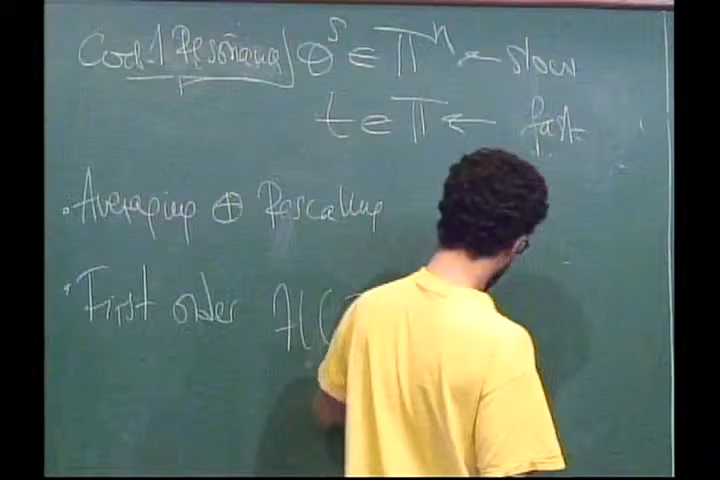 Cod-1 Resonance θ^s ∈ 𝕋^n ← slow
t ∈ 𝕋 ← fast
• Averaging ⊕ Rescaling
• First order H(